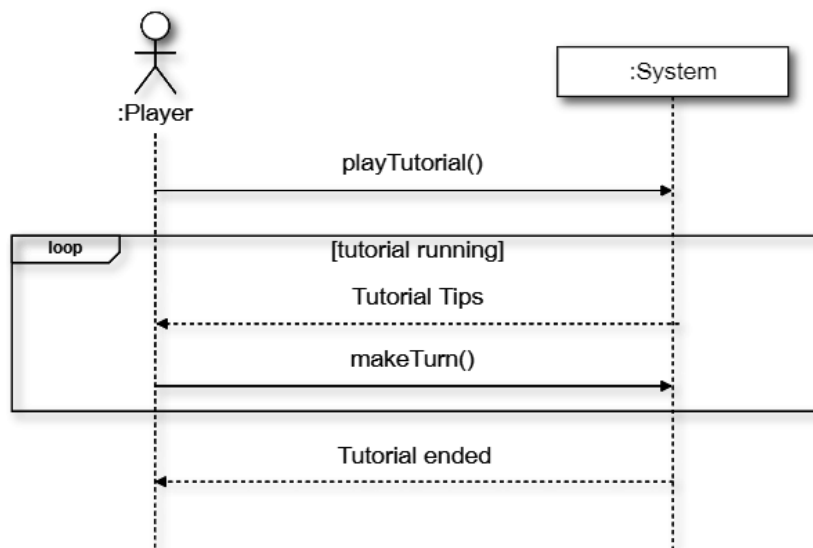 :System
:Player
playTutorial()
loop
[tutorial running]
Tutorial Tips
makeTurn()
Tutorial ended